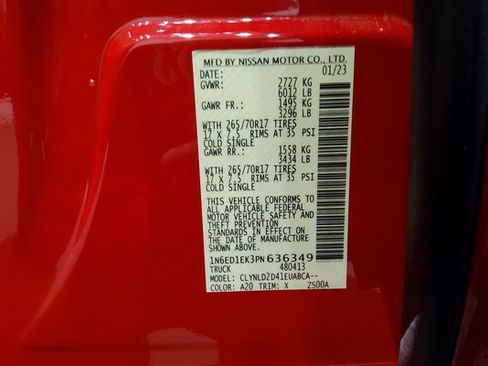 MFD BY NISSAN MOTOR CO., LTD.
DATE: 01/23
GVWR: 2727 KG
6012 LB
GAWR FR.: 1495 KG
3296 LB
WITH 265/70R17 TIRES
17 X 7.5 RIMS AT 35 PSI
COLD SINGLE
GAWR RR.: 1558 KG
3434 LB
WITH 265/70R17 TIRES
17 X 7.5 RIMS AT 35 PSI
COLD SINGLE
THIS VEHICLE CONFORMS TO
ALL APPLICABLE FEDERAL
MOTOR VEHICLE SAFETY AND
THEFT PREVENTION
STANDARDS IN EFFECT ON THE
DATE OF MANUFACTURE
1N6ED1EK3PN636349
TRUCK 480413
MODEL: CLYNLD2D41EUABCA--
COLOR: A20 TRIM: X ZS00A